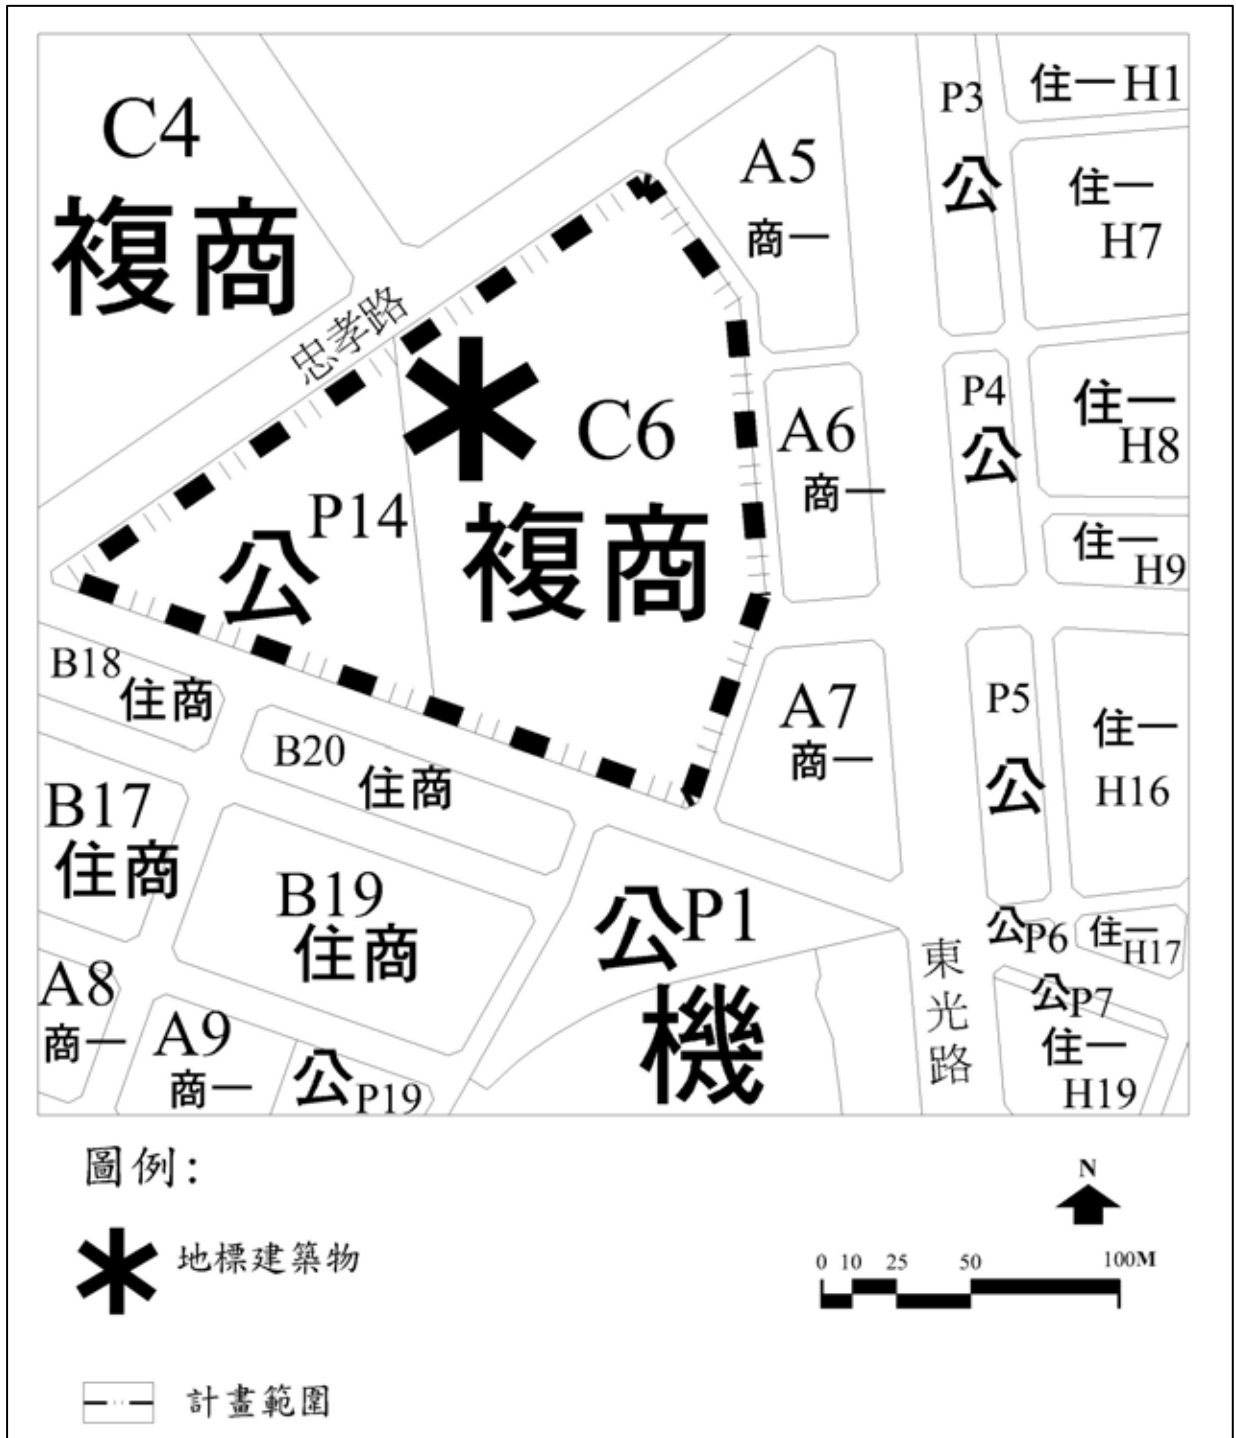 C4
複商
忠孝路
A5
商一
P3
公
住一H1
住一
H7
C6
複商
A6
商一
P4
公
住一
H8
住一
H9
P14
公
B18
住商
B20
住商
A7
商一
P5
公
住一
H16
B17
住商
B19
住商
公P1
機
公P6
住一
H17
東光路
公P7
住一
H19
A8
商一
A9
商一
公P19
圖例:
地標建築物
計畫範圍
N
0 10 25 50 100M